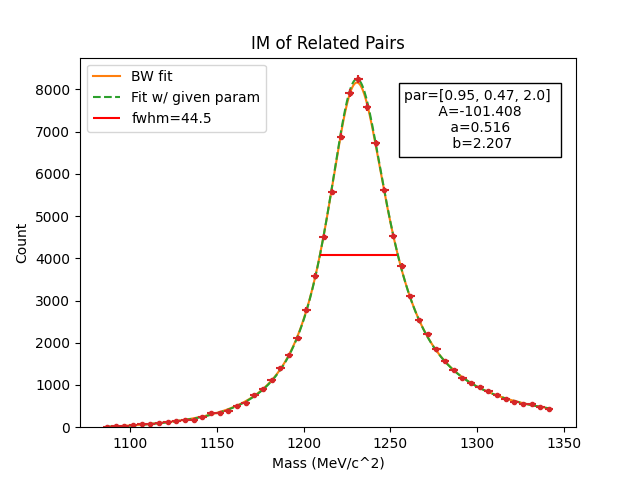 IM of Related Pairs
BW fit
Fit w/ given param
fwhm=44.5
par=[0.95, 0.47, 2.0]
A=-101.408
a=0.516
b=2.207
Count
8000
7000
6000
5000
4000
3000
2000
1000
0
1100 1150 1200 1250 1300 1350
Mass (MeV/c^2)